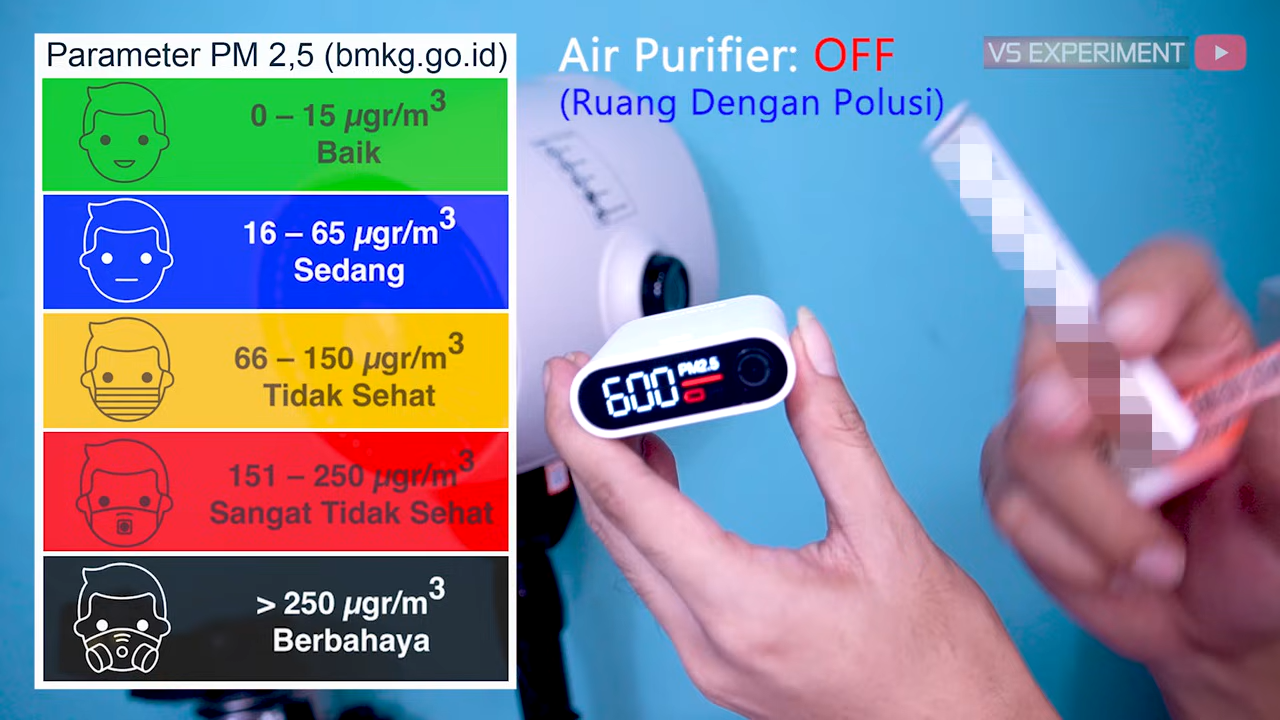 Parameter PM 2,5 (bmkg.go.id)
0 – 15 µgr/m³
Baik
16 – 65 µgr/m³
Sedang
66 – 150 µgr/m³
Tidak Sehat
151 – 250 µgr/m³
Sangat Tidak Sehat
> 250 µgr/m³
Berbahaya
Air Purifier: OFF
(Ruang Dengan Polusi)
VS EXPERIMENT
600 PM2.5